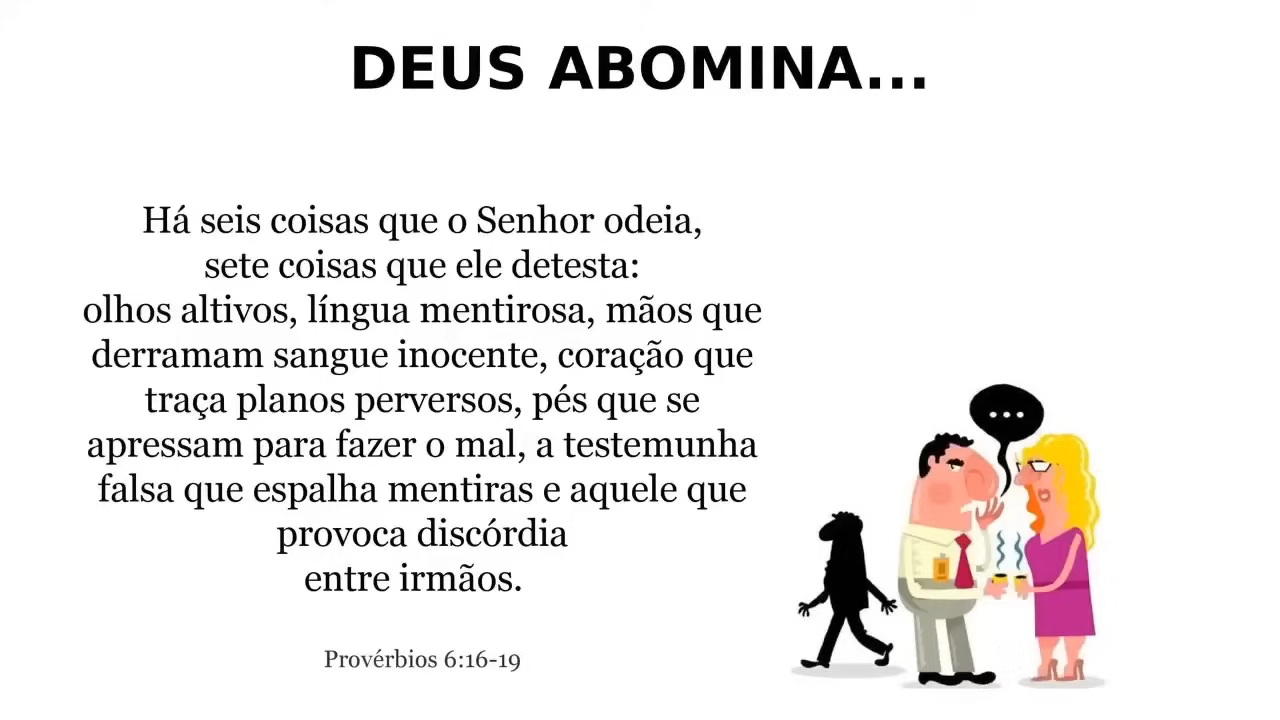 DEUS ABOMINA...
Há seis coisas que o Senhor odeia,
sete coisas que ele detesta:
olhos altivos, língua mentirosa, mãos que
derramam sangue inocente, coração que
traça planos perversos, pés que se
apressam para fazer o mal, a testemunha
falsa que espalha mentiras e aquele que
provoca discórdia
entre irmãos.
Provérbios 6:16-19